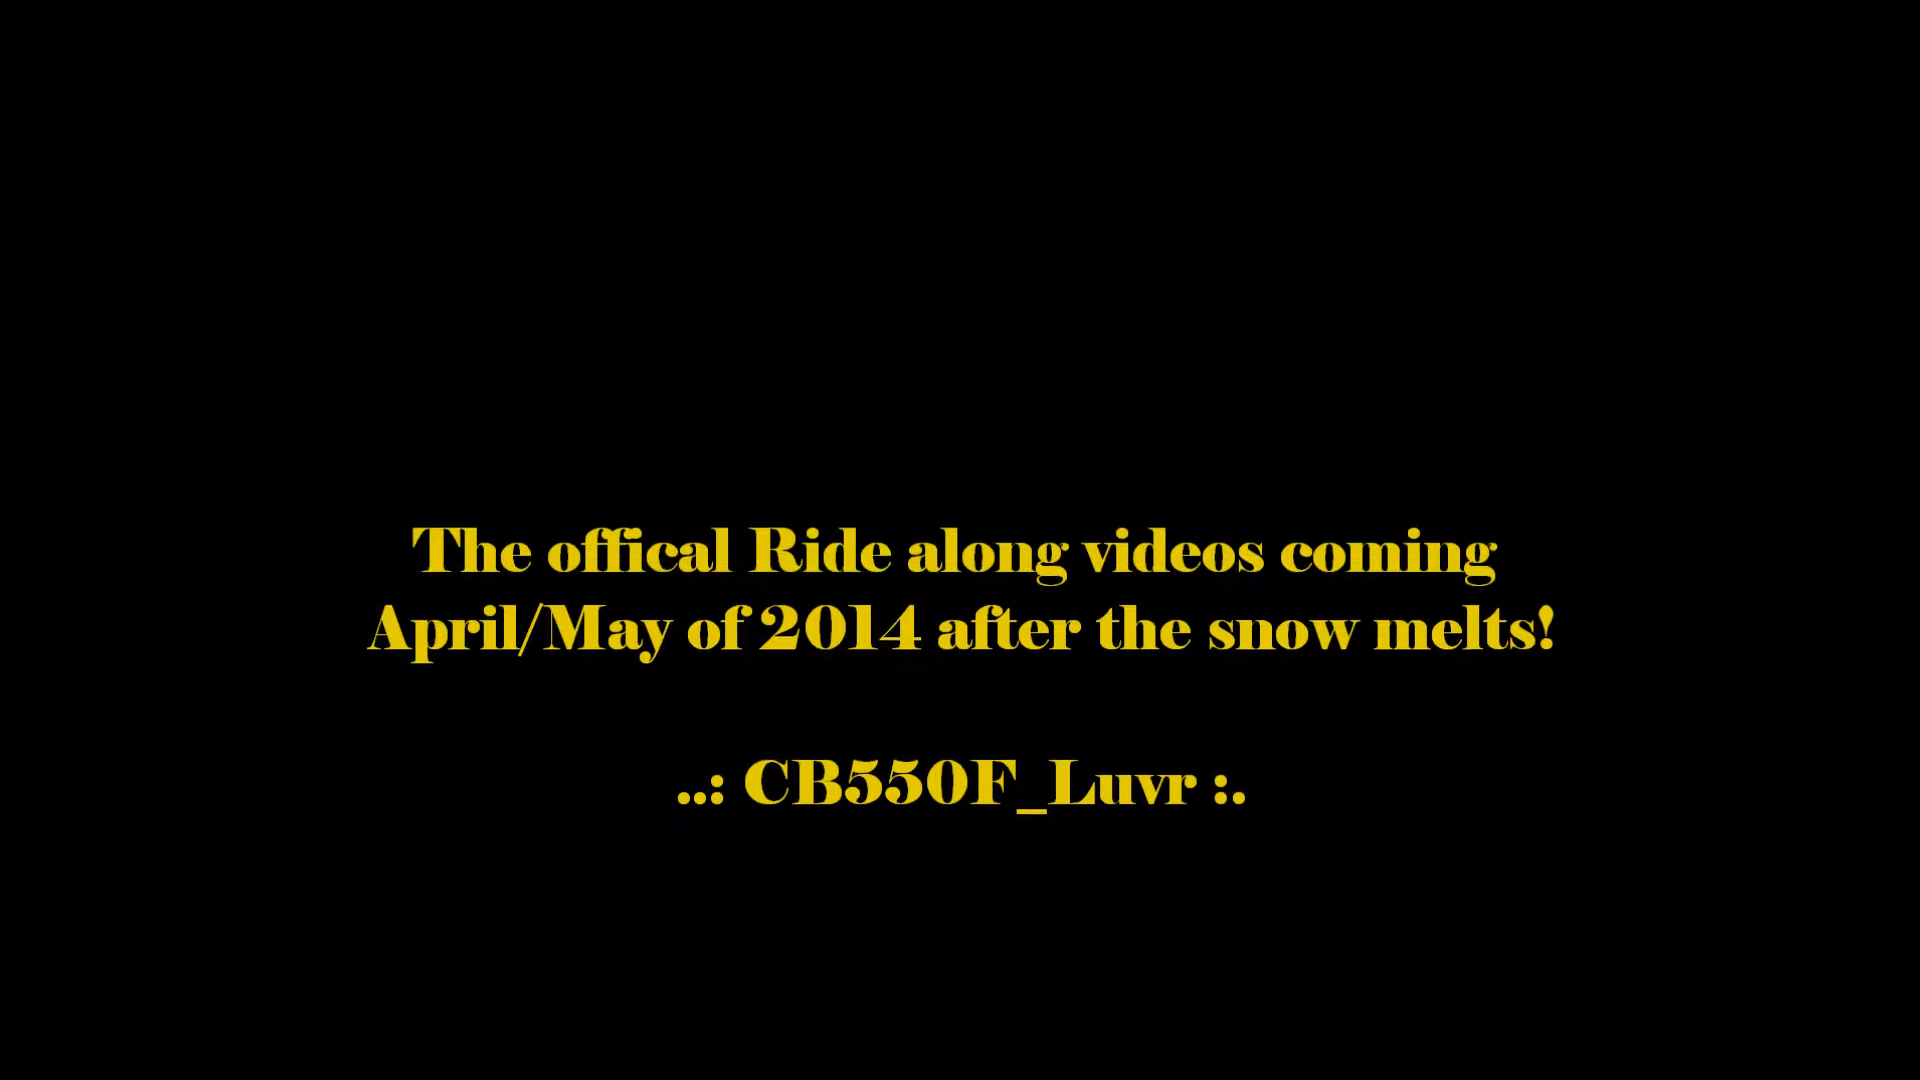 The offical Ride along videos coming
April/May of 2014 after the snow melts!
..: CB550F_Luvr :.